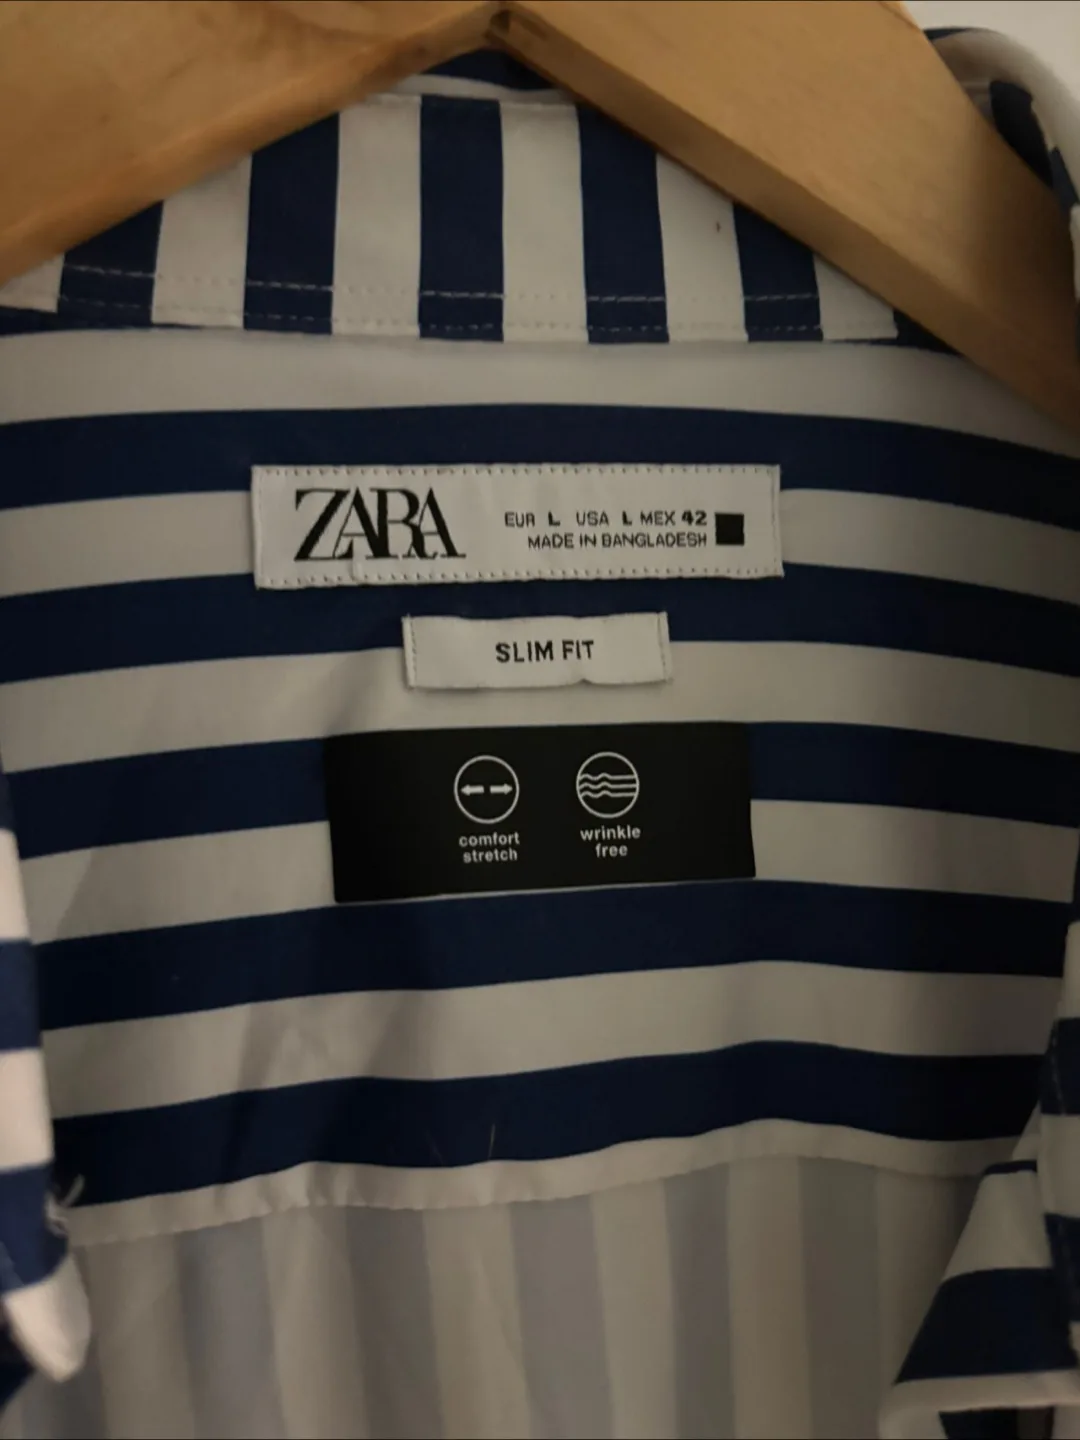 ZARA
EUR L USA L MEX 42
MADE IN BANGLADESH
SLIM FIT
comfort
stretch
wrinkle
free